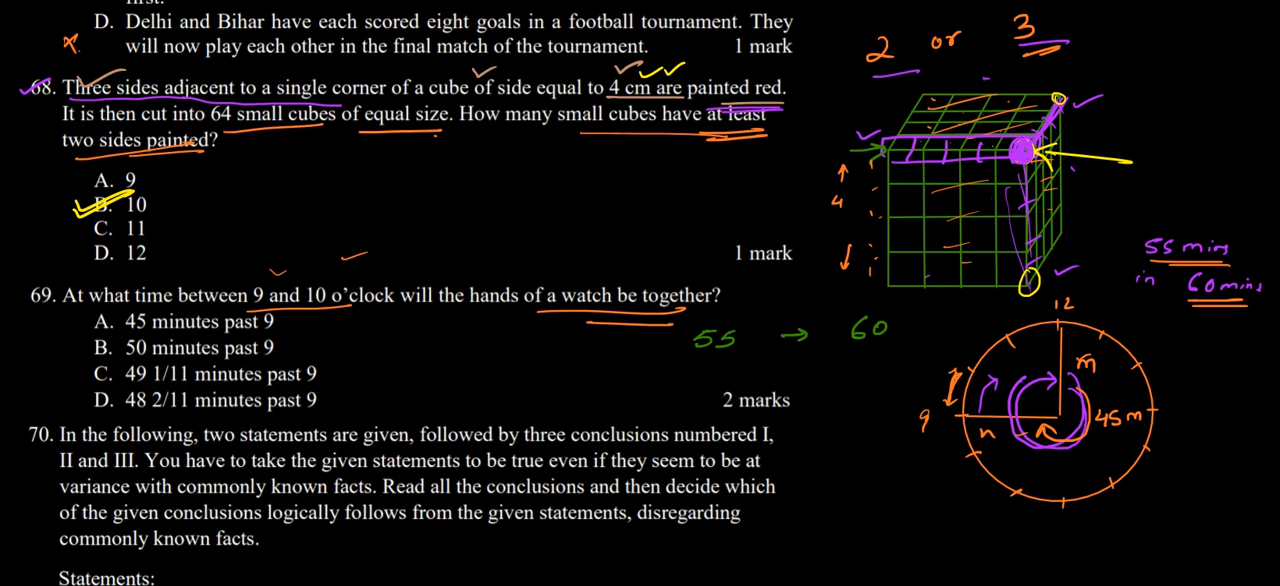 first.
D. Delhi and Bihar have each scored eight goals in a football tournament. They
will now play each other in the final match of the tournament. 1 mark
2 or 3
68. Three sides adjacent to a single corner of a cube of side equal to 4 cm are painted red.
It is then cut into 64 small cubes of equal size. How many small cubes have at least
two sides painted?
A. 9
B. 10
C. 11
D. 12 1 mark
4
55 mins
in 60 mins
69. At what time between 9 and 10 o’clock will the hands of a watch be together?
A. 45 minutes past 9
B. 50 minutes past 9
C. 49 1/11 minutes past 9
D. 48 2/11 minutes past 9 2 marks
55 → 60
12
m
9
n
45 m
70. In the following, two statements are given, followed by three conclusions numbered I,
II and III. You have to take the given statements to be true even if they seem to be at
variance with commonly known facts. Read all the conclusions and then decide which
of the given conclusions logically follows from the given statements, disregarding
commonly known facts.
Statements: